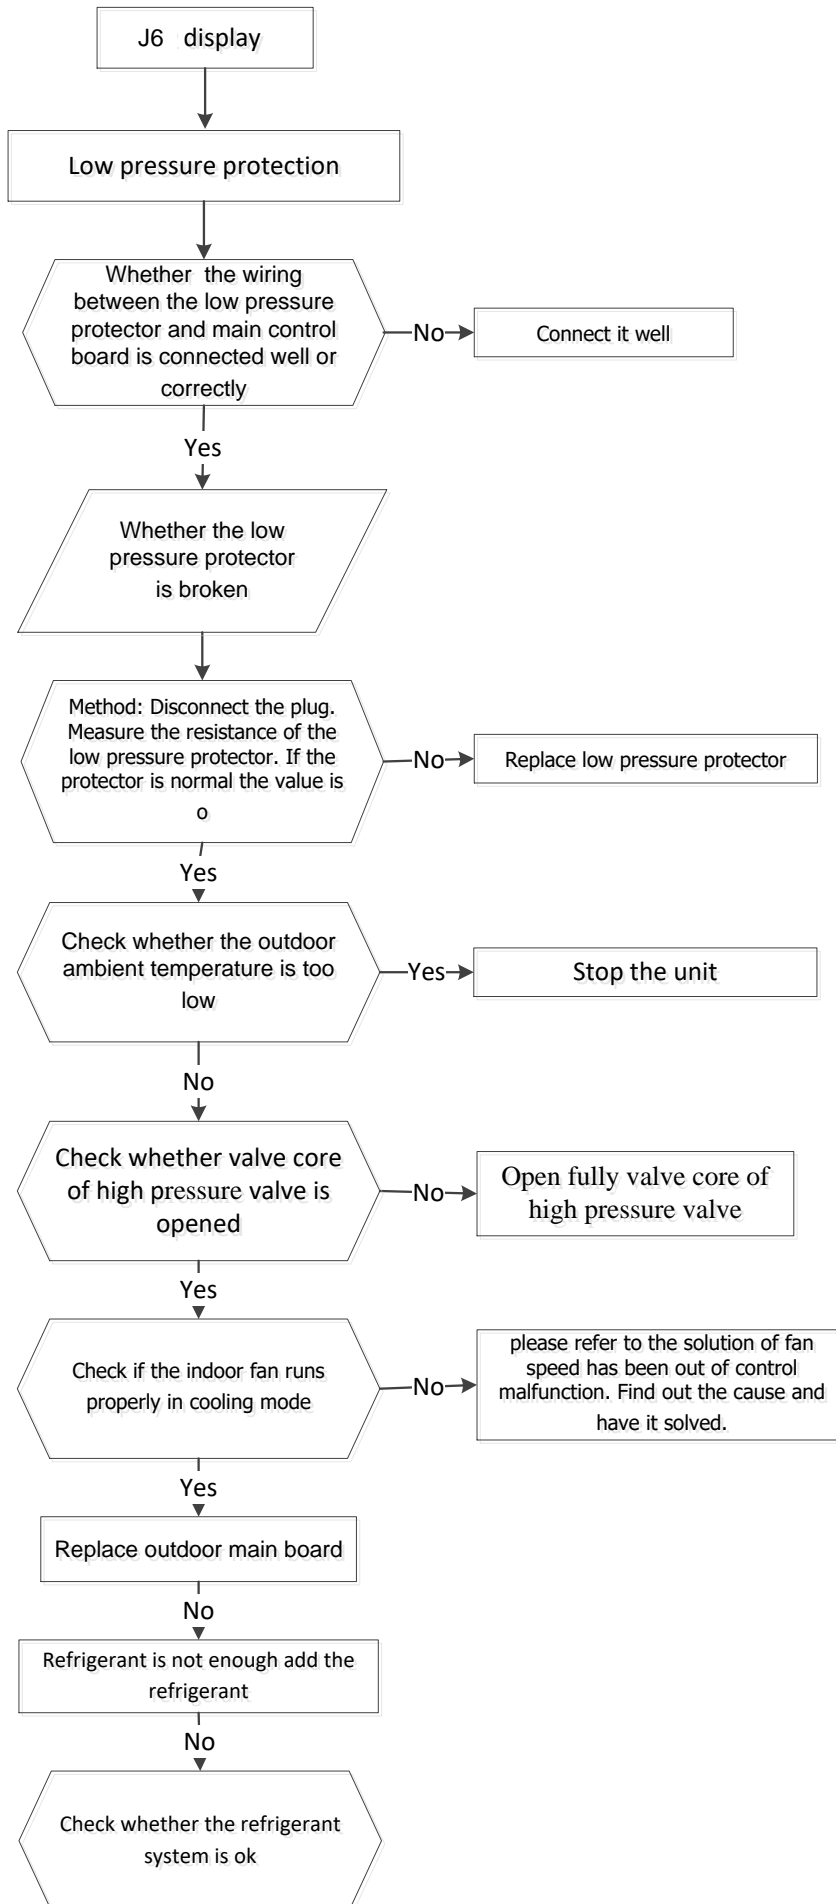 J6 display
Low pressure protection
Whether the wiring
between the low pressure
protector and main control
board is connected well or
correctly
No
Connect it well
Yes
Whether the low
pressure protector
is broken
Method: Disconnect the plug.
Measure the resistance of the
low pressure protector. If the
protector is normal the value is
o
No
Replace low pressure protector
Yes
Check whether the outdoor
ambient temperature is too
low
Yes
Stop the unit
No
Check whether valve core
of high pressure valve is
opened
No
Open fully valve core of
high pressure valve
Yes
Check if the indoor fan runs
properly in cooling mode
No
please refer to the solution of fan
speed has been out of control
malfunction. Find out the cause and
have it solved.
Yes
Replace outdoor main board
No
Refrigerant is not enough add the
refrigerant
No
Check whether the refrigerant
system is ok